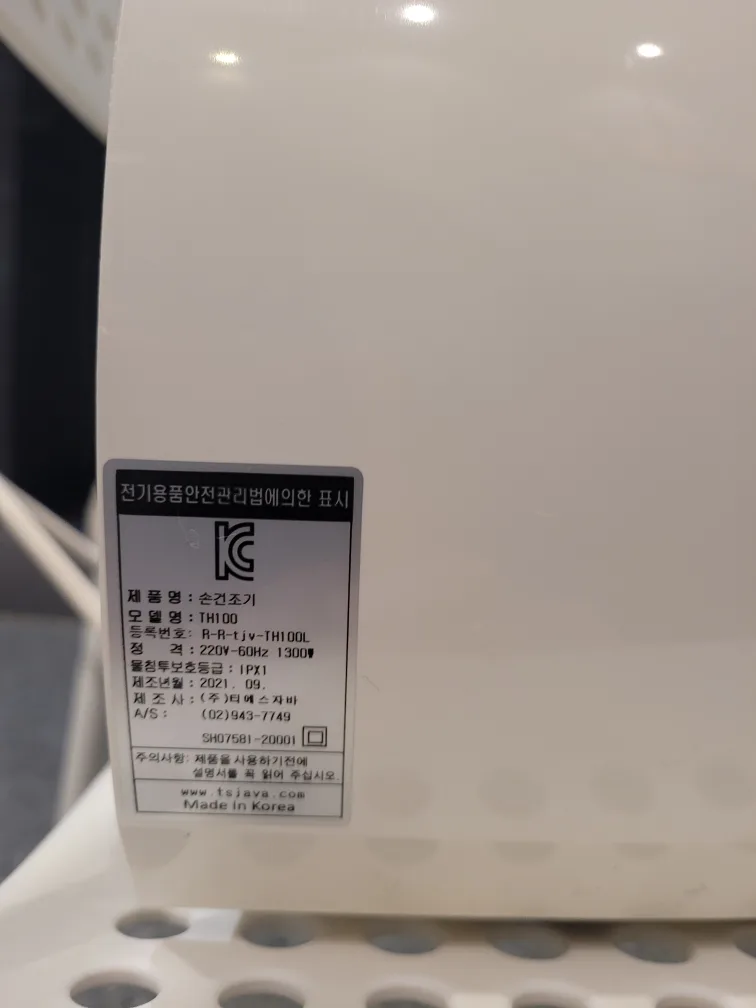 전기용품안전관리법에의한 표시
제 품 명 : 손건조기
모 델 명 : TH100
등록번호: R-R-tjv-TH100L
정 격 : 220V-60Hz 1300W
물침투보호등급 : IPX1
제조년월 : 2021. 09.
제 조 사 : (주)티에스자바
A/S : (02)943-7749
SH07581-20001
주의사항: 제품을 사용하기전에
설명서를 꼭 읽어 주십시오.
www.tsjava.com
Made in Korea